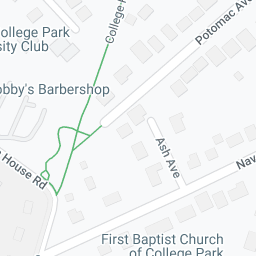 College Park
sity Club
College
Potomac Ave
obby's Barbershop
House Rd
Ash Ave
Nav
First Baptist Church
of College Park